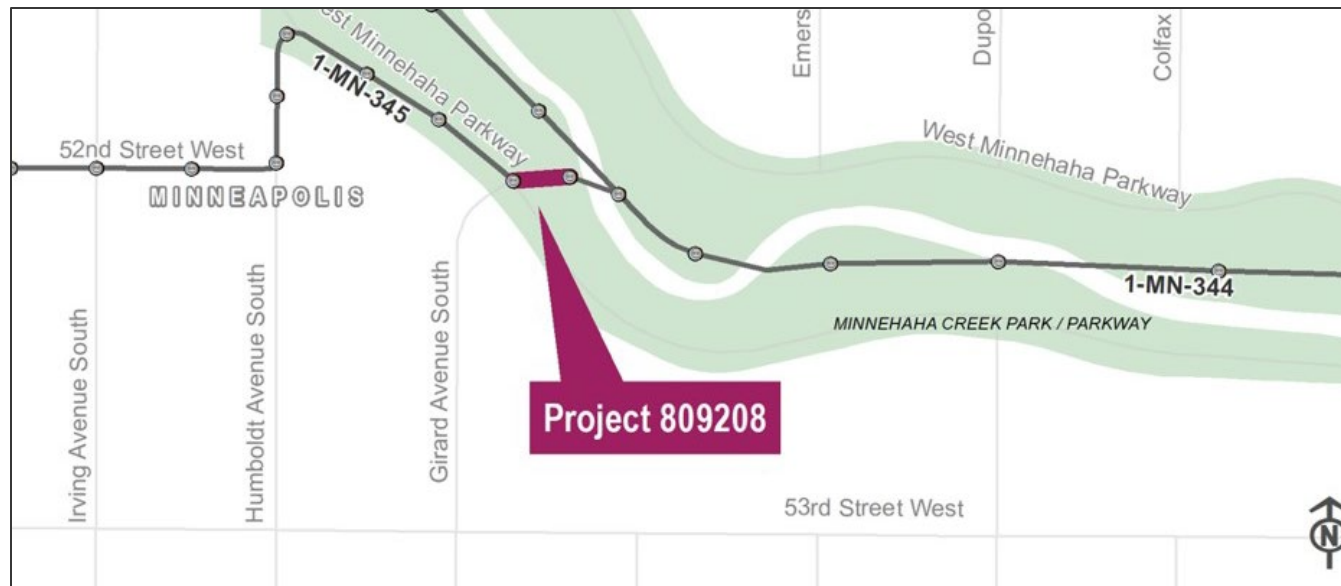 est Minnehaha Parkway
1-MN-345
52nd Street West
MINNEAPOLIS
Emers
Dupo
Colfax
West Minnehaha Parkway
1-MN-344
MINNEHAHA CREEK PARK / PARKWAY
Irving Avenue South
Humboldt Avenue South
Girard Avenue South
Project 809208
53rd Street West
N